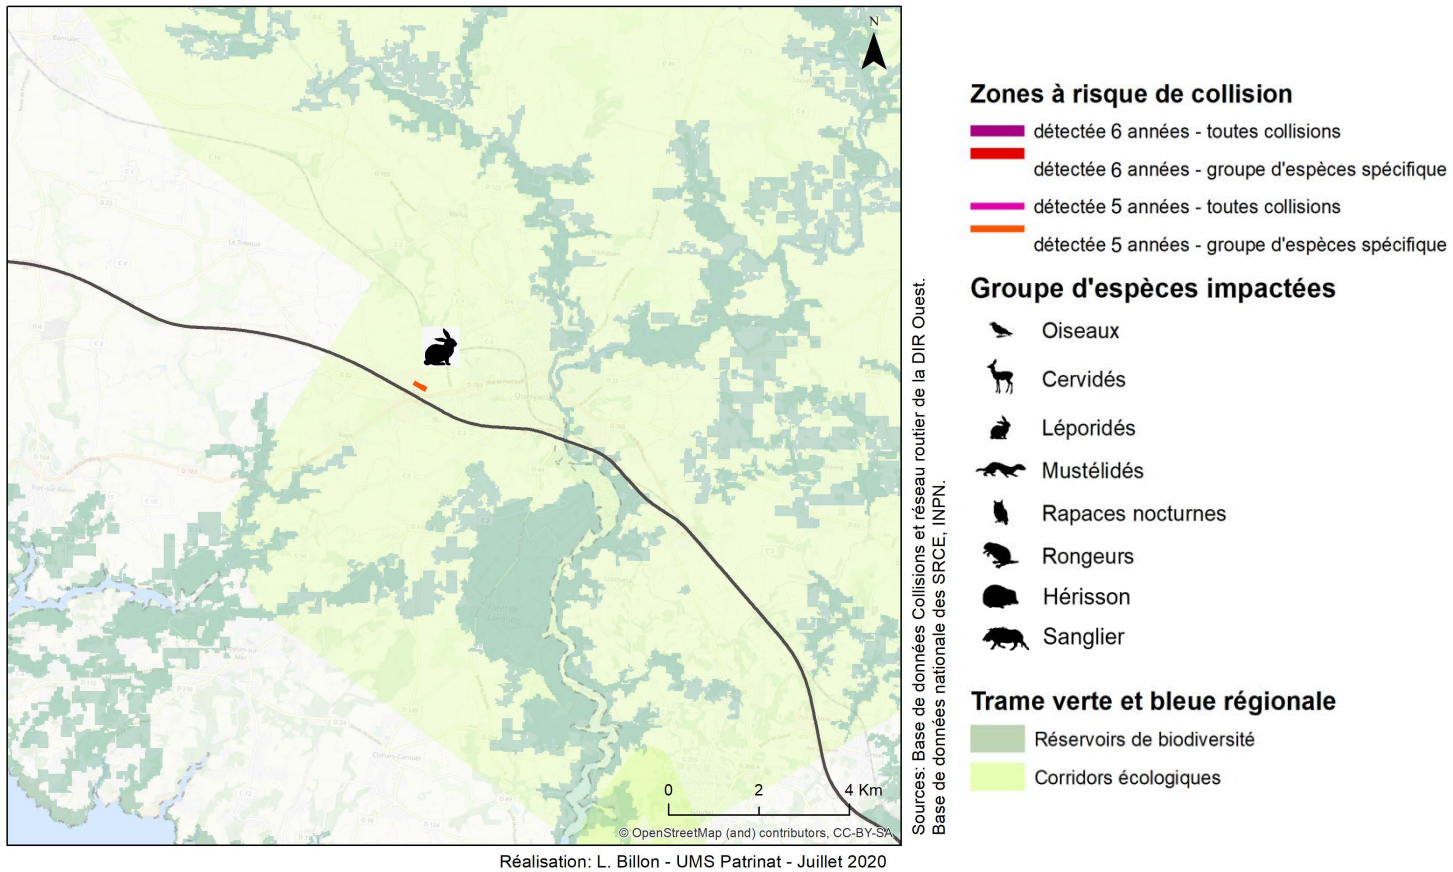 Bannalec
Le Trévoux
N
0
2
4 Km
© OpenStreetMap (and) contributors, CC-BY-SA
Réalisation: L. Billon - UMS Patrinat - Juillet 2020
Sources: Base de données Collisions et réseau routier de la DIR Ouest.
Base de données nationale des SRCE, INPN.
Zones à risque de collision
détectée 6 années - toutes collisions
détectée 6 années - groupe d'espèces spécifique
détectée 5 années - toutes collisions
détectée 5 années - groupe d'espèces spécifique
Groupe d'espèces impactées
Oiseaux
Cervidés
Léporidés
Mustélidés
Rapaces nocturnes
Rongeurs
Hérisson
Sanglier
Trame verte et bleue régionale
Réservoirs de biodiversité
Corridors écologiques